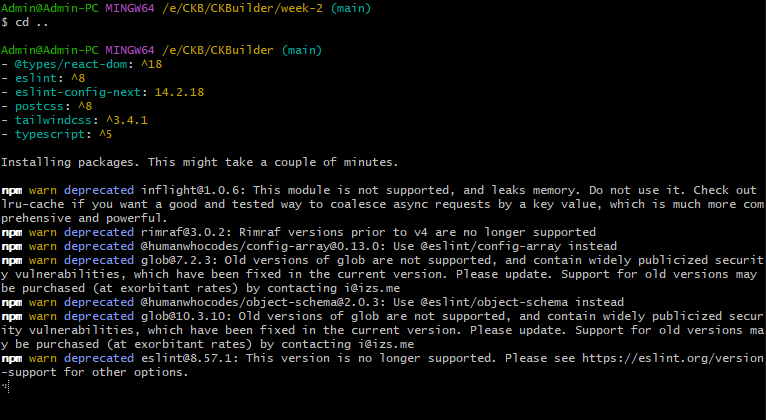 Admin@Admin-PC MINGW64 /e/CKB/CKBuilder/week-2 (main)
$ cd ..
Admin@Admin-PC MINGW64 /e/CKB/CKBuilder (main)
- @types/react-dom: ^18
- eslint: ^8
- eslint-config-next: 14.2.18
- postcss: ^8
- tailwindcss: ^3.4.1
- typescript: ^5
Installing packages. This might take a couple of minutes.
npm warn deprecated inflight@1.0.6: This module is not supported, and leaks memory. Do not use it. Check out
lru-cache if you want a good and tested way to coalesce async requests by a key value, which is much more com
prehensive and powerful.
npm warn deprecated rimraf@3.0.2: Rimraf versions prior to v4 are no longer supported
npm warn deprecated @humanwhocodes/config-array@0.13.0: Use @eslint/config-array instead
npm warn deprecated glob@7.2.3: Old versions of glob are not supported, and contain widely publicized securit
y vulnerabilities, which have been fixed in the current version. Please update. Support for old versions may
be purchased (at exorbitant rates) by contacting i@izs.me
npm warn deprecated @humanwhocodes/object-schema@2.0.3: Use @eslint/object-schema instead
npm warn deprecated glob@10.3.10: Old versions of glob are not supported, and contain widely publicized secur
ity vulnerabilities, which have been fixed in the current version. Please update. Support for old versions ma
y be purchased (at exorbitant rates) by contacting i@izs.me
npm warn deprecated eslint@8.57.1: This version is no longer supported. Please see https://eslint.org/version
-support for other options.